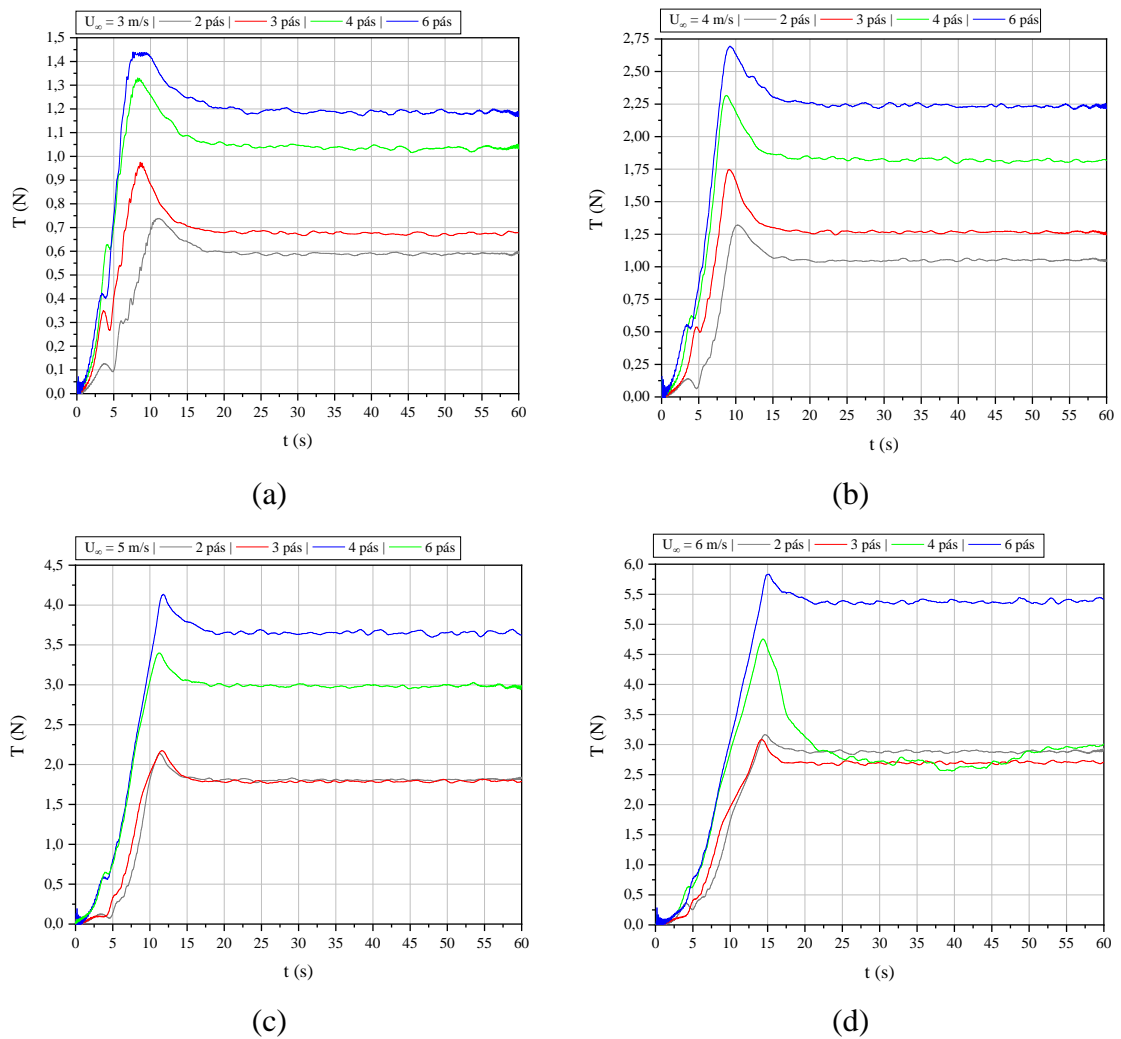 U∞ = 3 m/s | 2 pás | 3 pás | 4 pás | 6 pás
1,5
1,4
1,3
1,2
1,1
1,0
0,9
0,8
0,7
0,6
0,5
0,4
0,3
0,2
0,1
0,0
T (N)
0 5 10 15 20 25 30 35 40 45 50 55 60
t (s)
(a)
U∞ = 4 m/s | 2 pás | 3 pás | 4 pás | 6 pás
2,75
2,50
2,25
2,00
1,75
1,50
1,25
1,00
0,75
0,50
0,25
0,00
T (N)
0 5 10 15 20 25 30 35 40 45 50 55 60
t (s)
(b)
U∞ = 5 m/s | 2 pás | 3 pás | 4 pás | 6 pás
4,5
4,0
3,5
3,0
2,5
2,0
1,5
1,0
0,5
0,0
T (N)
0 5 10 15 20 25 30 35 40 45 50 55 60
t (s)
(c)
U∞ = 6 m/s | 2 pás | 3 pás | 4 pás | 6 pás
6,0
5,5
5,0
4,5
4,0
3,5
3,0
2,5
2,0
1,5
1,0
0,5
0,0
T (N)
0 5 10 15 20 25 30 35 40 45 50 55 60
t (s)
(d)